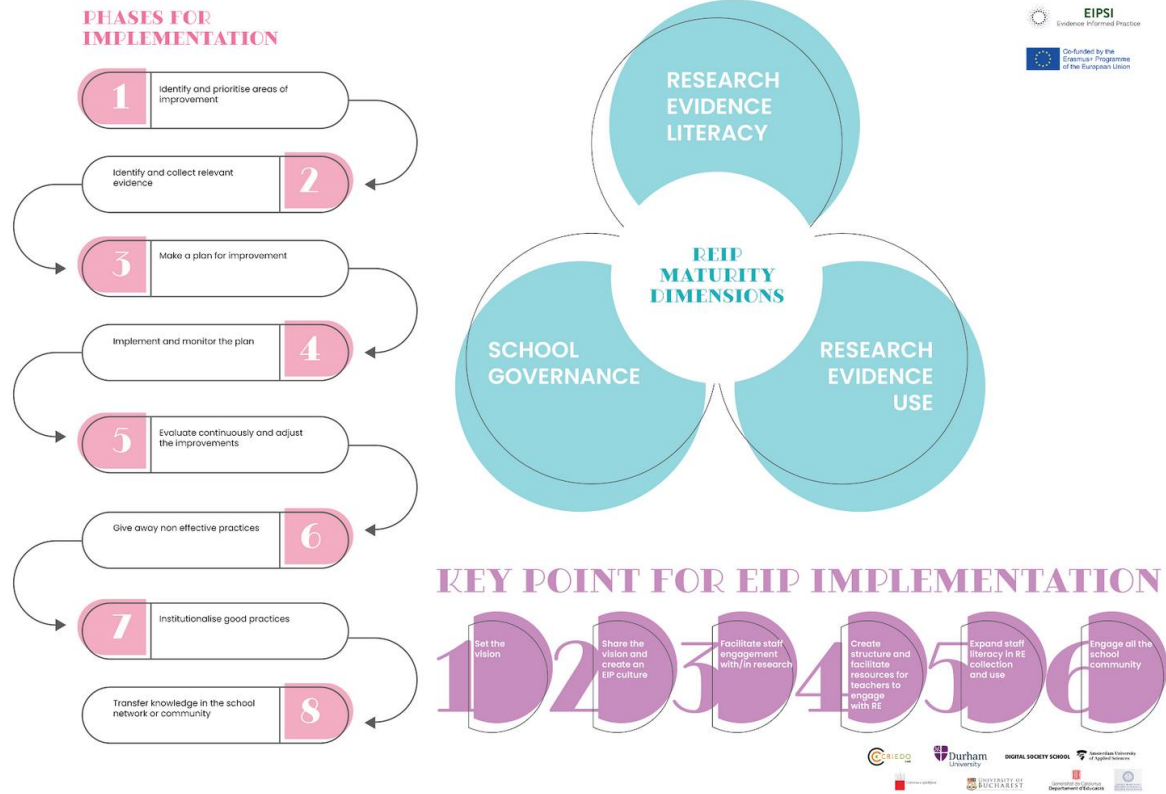 PHASES FOR
IMPLEMENTATION
1
Identify and prioritise areas of
improvement
Identify and collect relevant
evidence
2
3
Make a plan for improvement
Implement and monitor the plan
4
5
Evaluate continuously and adjust
the improvements
Give away non effective practices
6
7
Institutionalise good practices
Transfer knowledge in the school
network or community
8
RESEARCH
EVIDENCE
LITERACY
REIP
MATURITY
DIMENSIONS
SCHOOL
GOVERNANCE
RESEARCH
EVIDENCE
USE
EIPSI
Evidence Informed Practice
Co-funded by the
Erasmus+ Programme
of the European Union
KEY POINT FOR EIP IMPLEMENTATION
1
Set the
vision
2
Share the
vision and
create an
EIP culture
3
Facilitate staff
engagement
with/in research
4
Create
structure and
facilitate
resources for
teachers to
engage
with RE
5
Expand staff
literacy in RE
collection
and use
6
Engage all the
school
community
CRIEDO
Durham
University
DIGITAL SOCIETY SCHOOL
Amsterdam University
of Applied Sciences
UNIVERSITY OF
BUCHAREST
Generalitat de Catalunya
Departament d'Educació